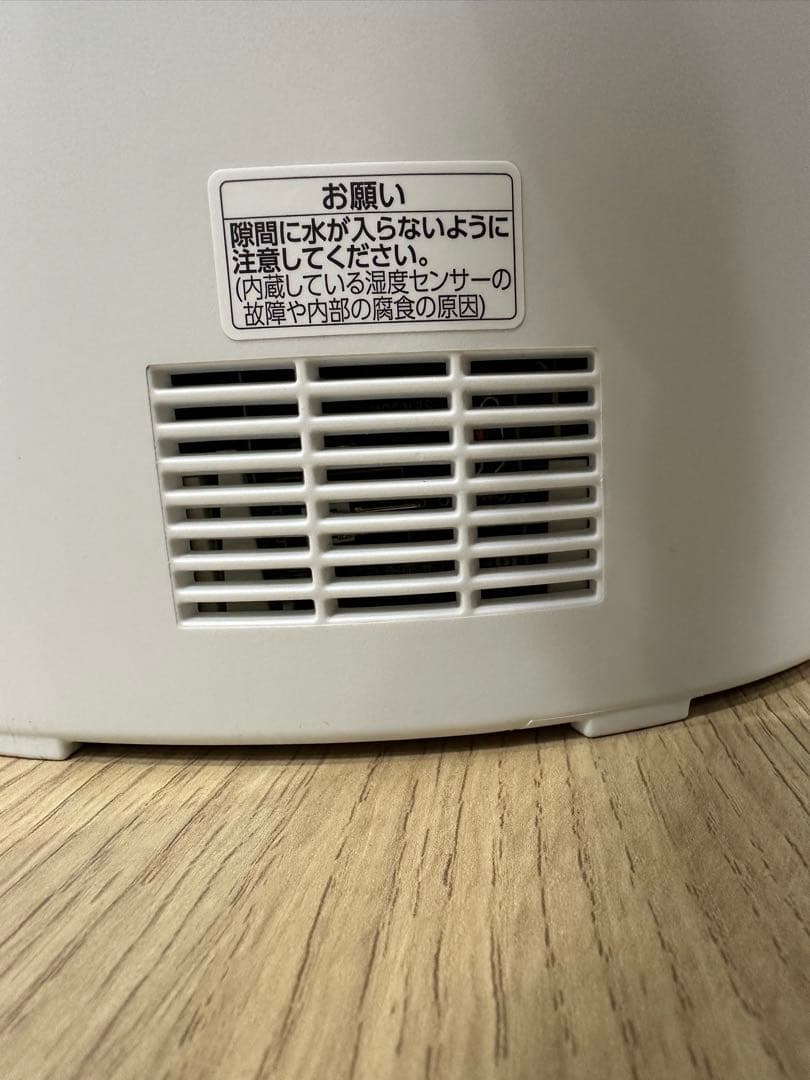 お願い
隙間に水が入らないように
注意してください。
(内蔵している湿度センサーの
故障や内部の腐食の原因)